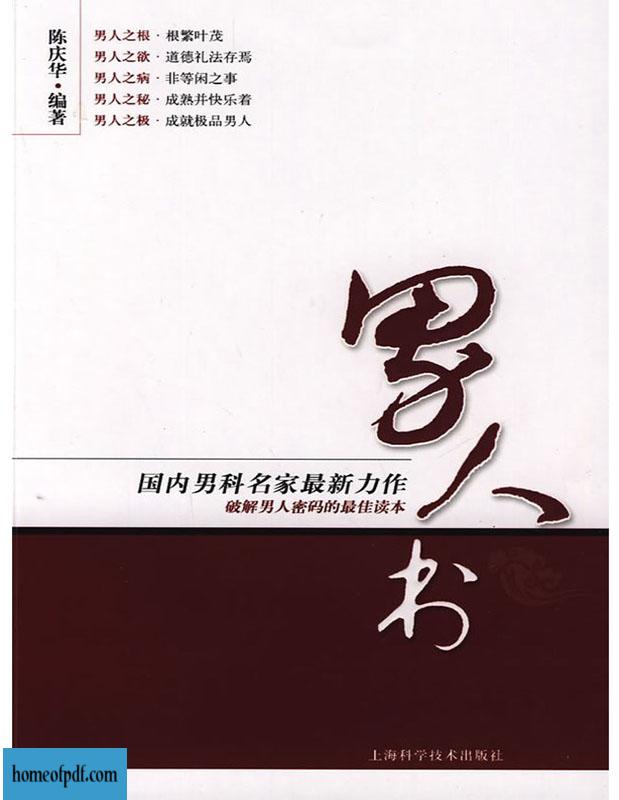 陈庆华·编著
男人之根·根繁叶茂
男人之欲·道德礼法存焉
男人之病·非等闲之事
男人之秘·成熟并快乐着
男人之极·成就极品男人
男人书
国内男科名家最新力作
破解男人密码的最佳读本
上海科学技术出版社
homeofpdf.com